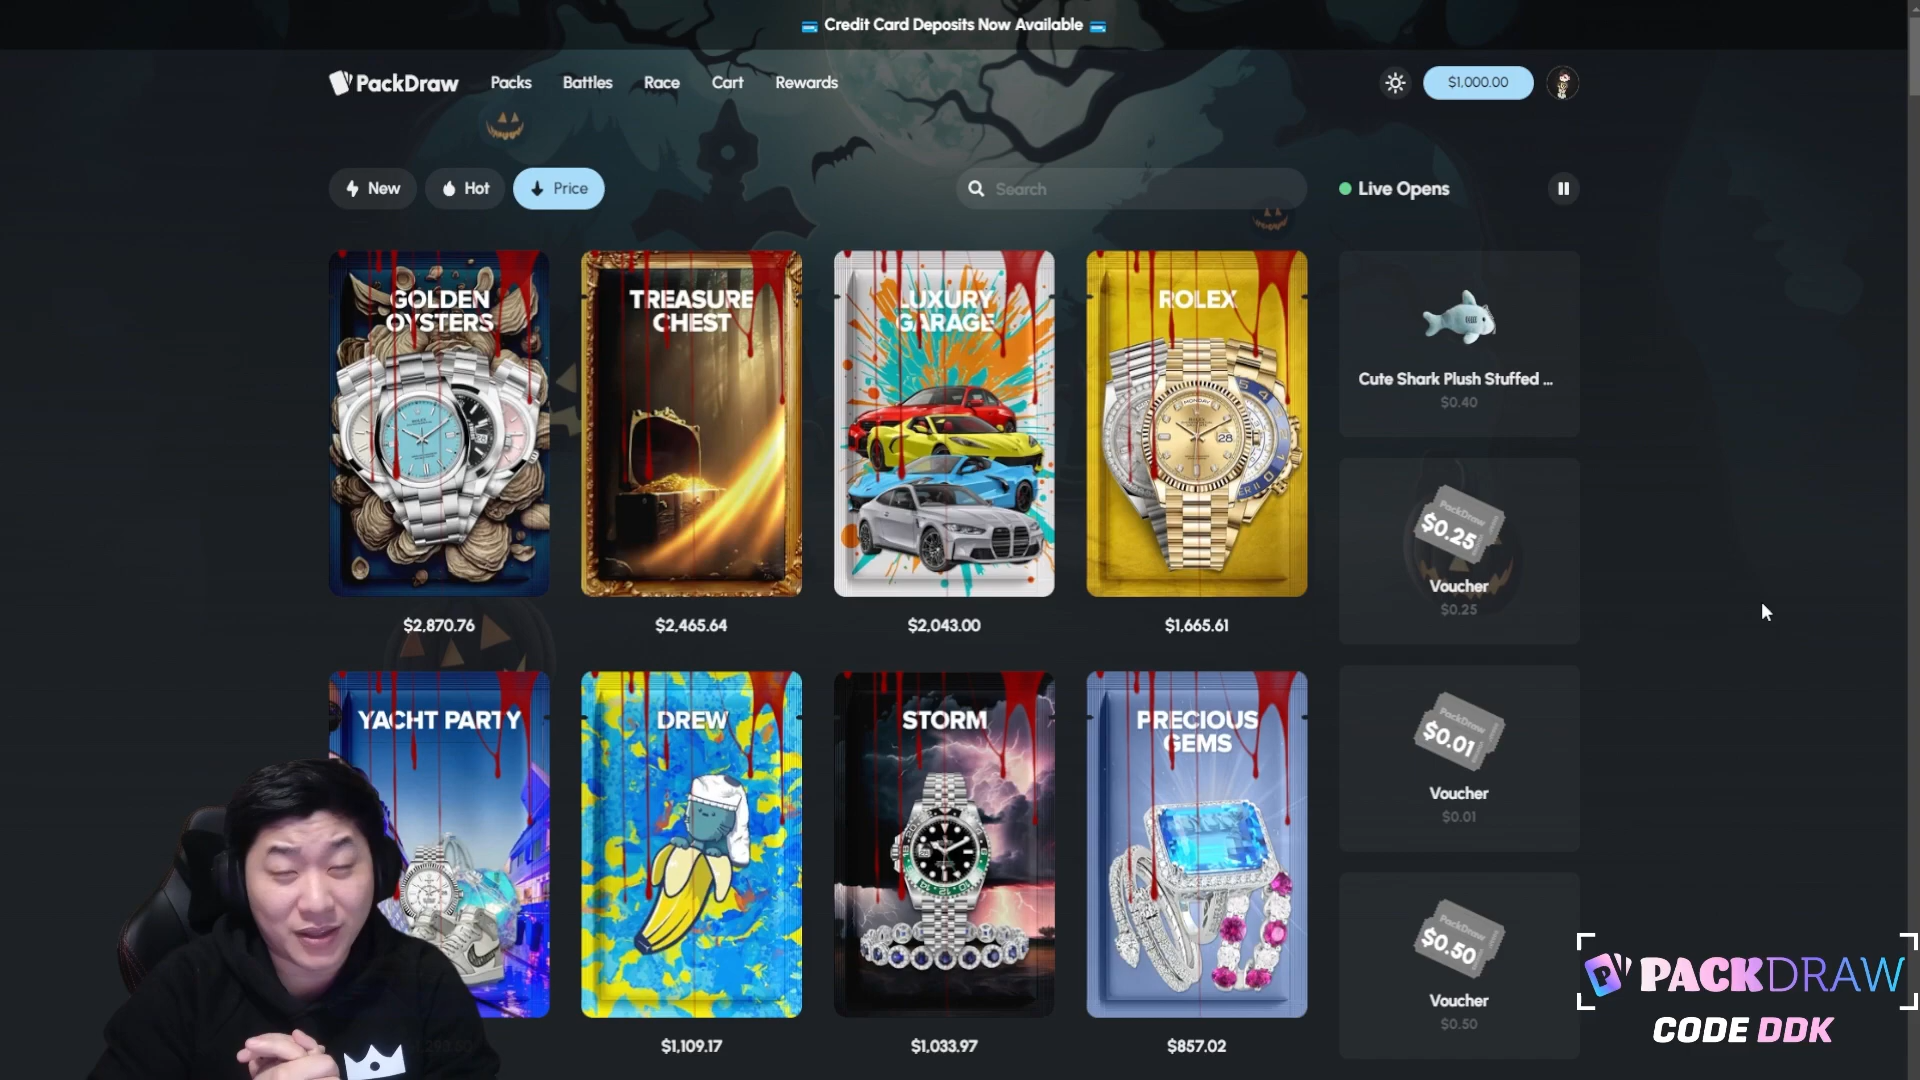 Credit Card Deposits Now Available
PackDraw
Packs
Battles
Race
Cart
Rewards
$1,000.00
New
Hot
Price
Search
Live Opens
GOLDEN
OYSTERS
TREASURE
CHEST
LUXURY
GARAGE
ROLEX
$2,870.76
$2,465.64
$2,043.00
$1,665.61
YACHT PARTY
DREW
STORM
PRECIOUS
GEMS
$1,109.17
$1,033.97
$857.02
Cute Shark Plush Stuffed ...
$0.40
PackDraw
$0.25
Voucher
$0.25
PackDraw
$0.01
Voucher
$0.01
PackDraw
$0.50
Voucher
$0.50
PACKDRAW
CODE DDK